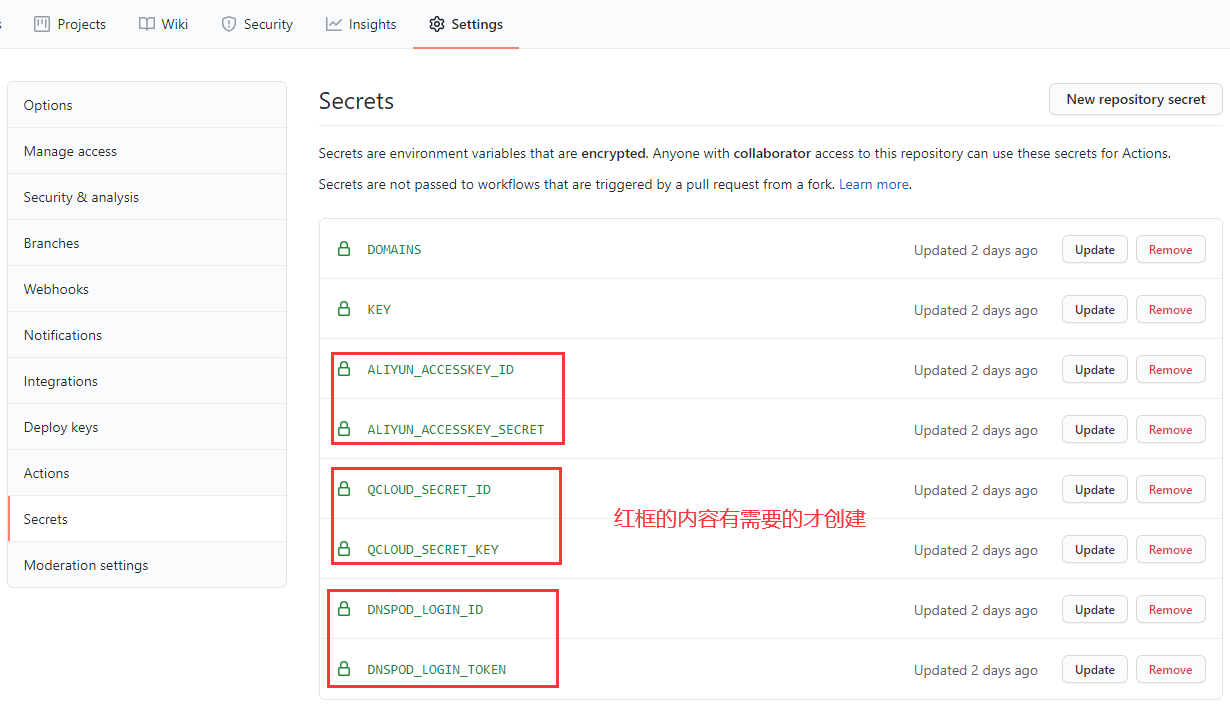 Projects Wiki Security Insights Settings
Options
Manage access
Security & analysis
Branches
Webhooks
Notifications
Integrations
Deploy keys
Actions
Secrets
Moderation settings
Secrets
New repository secret
Secrets are environment variables that are encrypted. Anyone with collaborator access to this repository can use these secrets for Actions.
Secrets are not passed to workflows that are triggered by a pull request from a fork. Learn more.
DOMAINS Updated 2 days ago Update Remove
KEY Updated 2 days ago Update Remove
ALIYUN_ACCESSKEY_ID Updated 2 days ago Update Remove
ALIYUN_ACCESSKEY_SECRET Updated 2 days ago Update Remove
QCLOUD_SECRET_ID Updated 2 days ago Update Remove
红框的内容有需要的才创建
QCLOUD_SECRET_KEY Updated 2 days ago Update Remove
DNSPOD_LOGIN_ID Updated 2 days ago Update Remove
DNSPOD_LOGIN_TOKEN Updated 2 days ago Update Remove